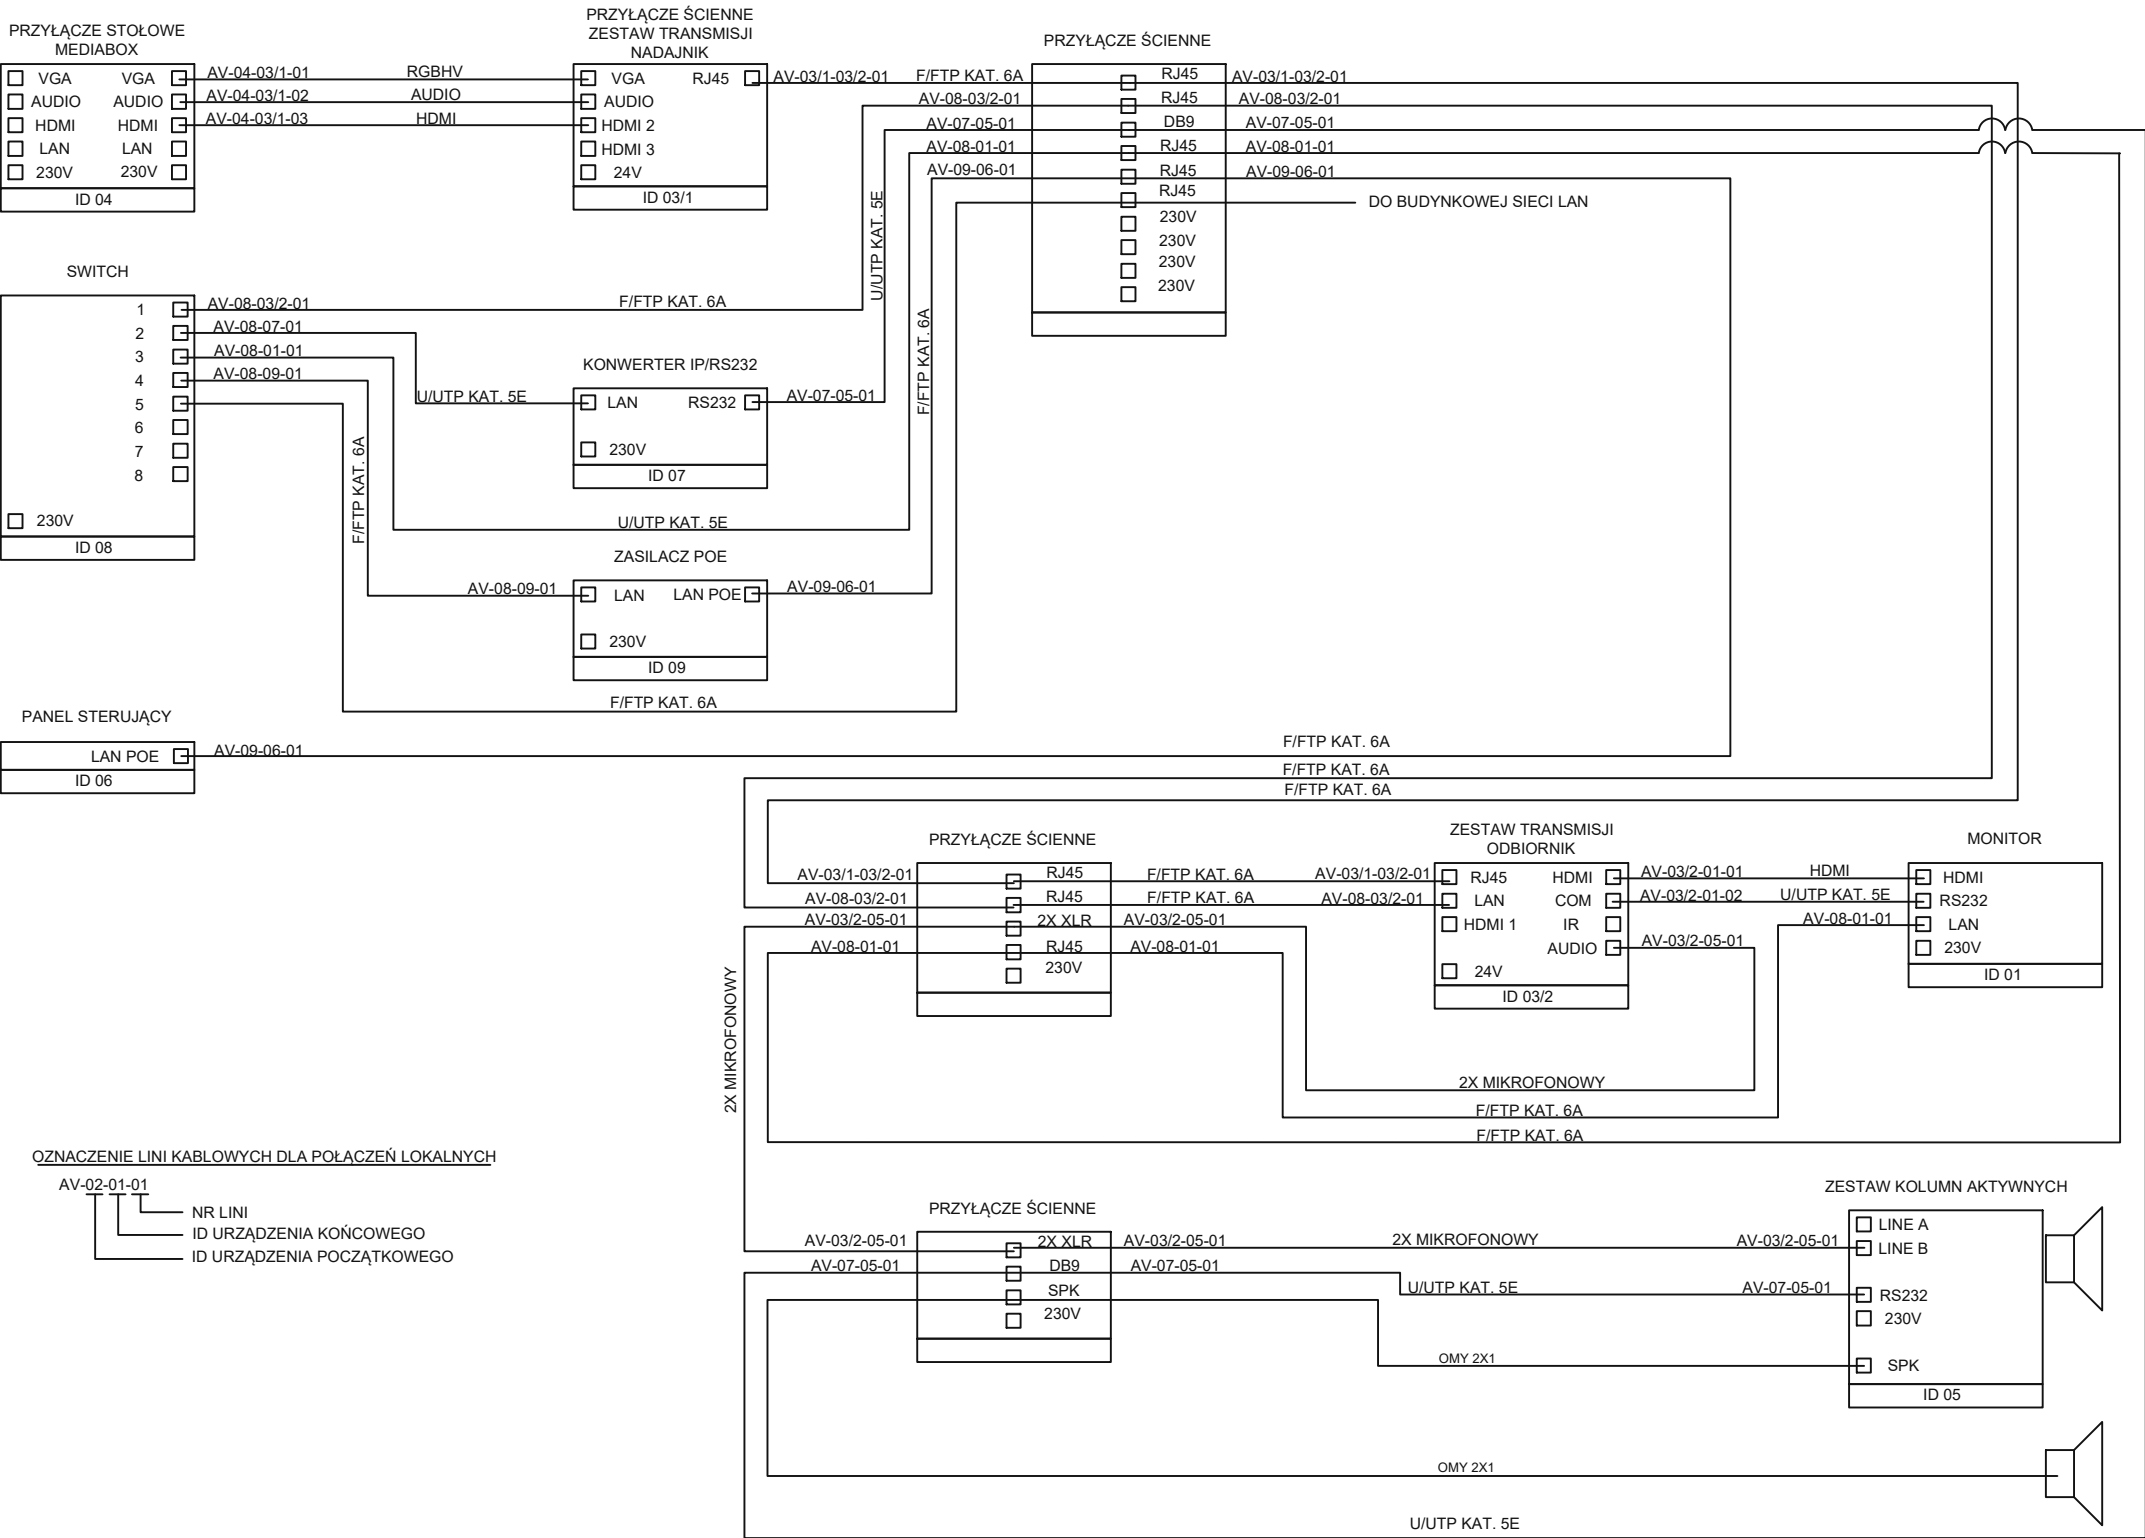 PRZYŁĄCZE STOŁOWE
MEDIABOX
VGA VGA
AUDIO AUDIO
HDMI HDMI
LAN LAN
230V 230V
ID 04
AV-04-03/1-01 RGBHV
AV-04-03/1-02 AUDIO
AV-04-03/1-03 HDMI
PRZYŁĄCZE ŚCIENNE
ZESTAW TRANSMISJI
NADAJNIK
VGA RJ45
AUDIO
HDMI 2
HDMI 3
24V
ID 03/1
AV-03/1-03/2-01 F/FTP KAT. 6A
AV-08-03/2-01
AV-07-05-01
AV-08-01-01
AV-09-06-01
PRZYŁĄCZE ŚCIENNE
RJ45
RJ45
DB9
RJ45
RJ45
RJ45
230V
230V
230V
230V
AV-03/1-03/2-01
AV-08-03/2-01
AV-07-05-01
AV-08-01-01
AV-09-06-01
DO BUDYNKOWEJ SIECI LAN
U/UTP KAT. 5E
F/FTP KAT. 6A
SWITCH
1
2
3
4
5
6
7
8
230V
ID 08
AV-08-03/2-01 F/FTP KAT. 6A
AV-08-07-01
AV-08-01-01
AV-08-09-01
U/UTP KAT. 5E
F/FTP KAT. 6A
KONWERTER IP/RS232
LAN RS232
230V
ID 07
AV-07-05-01
U/UTP KAT. 5E
ZASILACZ POE
AV-08-09-01
LAN LAN POE
230V
ID 09
AV-09-06-01
F/FTP KAT. 6A
PANEL STERUJĄCY
LAN POE
ID 06
AV-09-06-01
F/FTP KAT. 6A
F/FTP KAT. 6A
F/FTP KAT. 6A
PRZYŁĄCZE ŚCIENNE
AV-03/1-03/2-01
AV-08-03/2-01
AV-03/2-05-01
AV-08-01-01
RJ45
RJ45
2X XLR
RJ45
230V
F/FTP KAT. 6A AV-03/1-03/2-01
F/FTP KAT. 6A AV-08-03/2-01
AV-03/2-05-01
AV-08-01-01
ZESTAW TRANSMISJI
ODBIORNIK
RJ45 HDMI
LAN COM
HDMI 1 IR
AUDIO
24V
ID 03/2
AV-03/2-01-01 HDMI
AV-03/2-01-02 U/UTP KAT. 5E
AV-08-01-01
AV-03/2-05-01
MONITOR
HDMI
RS232
LAN
230V
ID 01
2X MIKROFONOWY
2X MIKROFONOWY
F/FTP KAT. 6A
F/FTP KAT. 6A
OZNACZENIE LINI KABLOWYCH DLA POŁĄCZEŃ LOKALNYCH
AV-02-01-01
NR LINI
ID URZĄDZENIA KOŃCOWEGO
ID URZĄDZENIA POCZĄTKOWEGO
PRZYŁĄCZE ŚCIENNE
AV-03/2-05-01
AV-07-05-01
2X XLR
DB9
SPK
230V
AV-03/2-05-01 2X MIKROFONOWY AV-03/2-05-01
AV-07-05-01 U/UTP KAT. 5E AV-07-05-01
OMY 2X1
ZESTAW KOLUMN AKTYWNYCH
LINE A
LINE B
RS232
230V
SPK
ID 05
OMY 2X1
U/UTP KAT. 5E